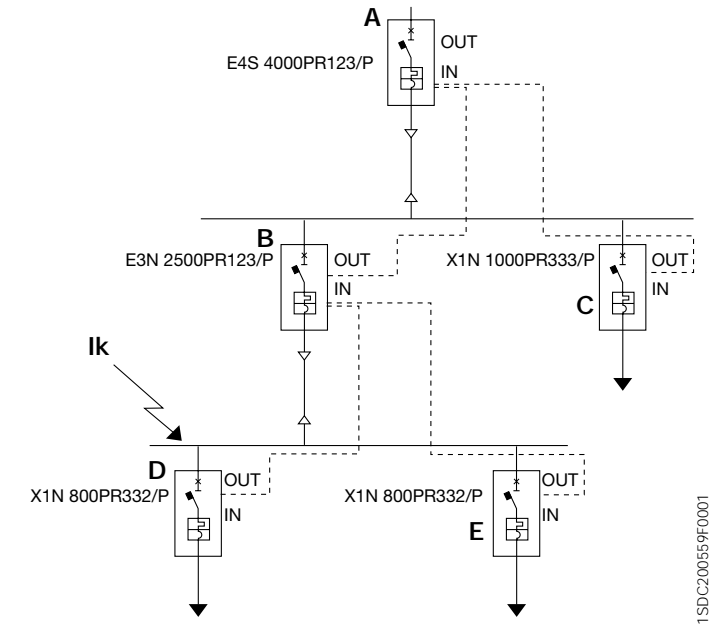 A
OUT
E4S 4000PR123/P
IN
B
E3N 2500PR123/P
OUT
IN
X1N 1000PR333/P
OUT
IN
C
Ik
D
OUT
X1N 800PR332/P
IN
OUT
X1N 800PR332/P
IN
E
1SDC200559F0001